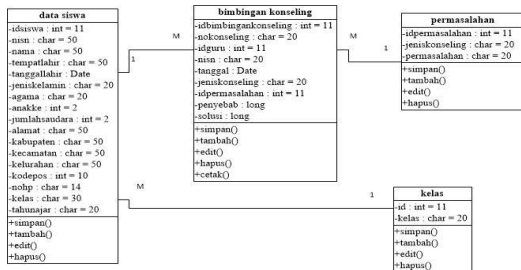 data siswa
-idsiswa : int = 11
-nisn : char = 50
-nama : char = 50
-tempatlahir : char = 50
-tanggallahir : Date
-jeniskelamin : char = 20
-agama : char = 20
-anakke : int = 2
-jumlahsaudara : int = 2
-alamat : char = 50
-kabupaten : char = 50
-kecamatan : char = 50
-kelurahan : char = 50
-kodepos : int = 10
-nohp : char = 14
-kelas : char = 30
-tahunajar : char = 20
+simpan()
+tambah()
+edit()
+hapus()
M
1
bimbingan konseling
-idbimbingankonseling : int = 11
-nokonseling : char = 20
-idguru : int = 11
-nisn : char = 20
-tanggal : Date
-jeniskonseling : char = 20
-idpermasalahan : int = 11
-penyebab : long
-solusi : long
+simpan()
+tambah()
+edit()
+hapus()
+cetak()
M
1
permasalahan
-idpermasalahan : int = 11
-jeniskonseling : char = 20
-permasalahan : char = 20
+simpan()
+tambah()
+edit()
+hapus()
M
1
kelas
-id : int = 11
-kelas : char = 20
+simpan()
+tambah()
+edit()
+hapus()